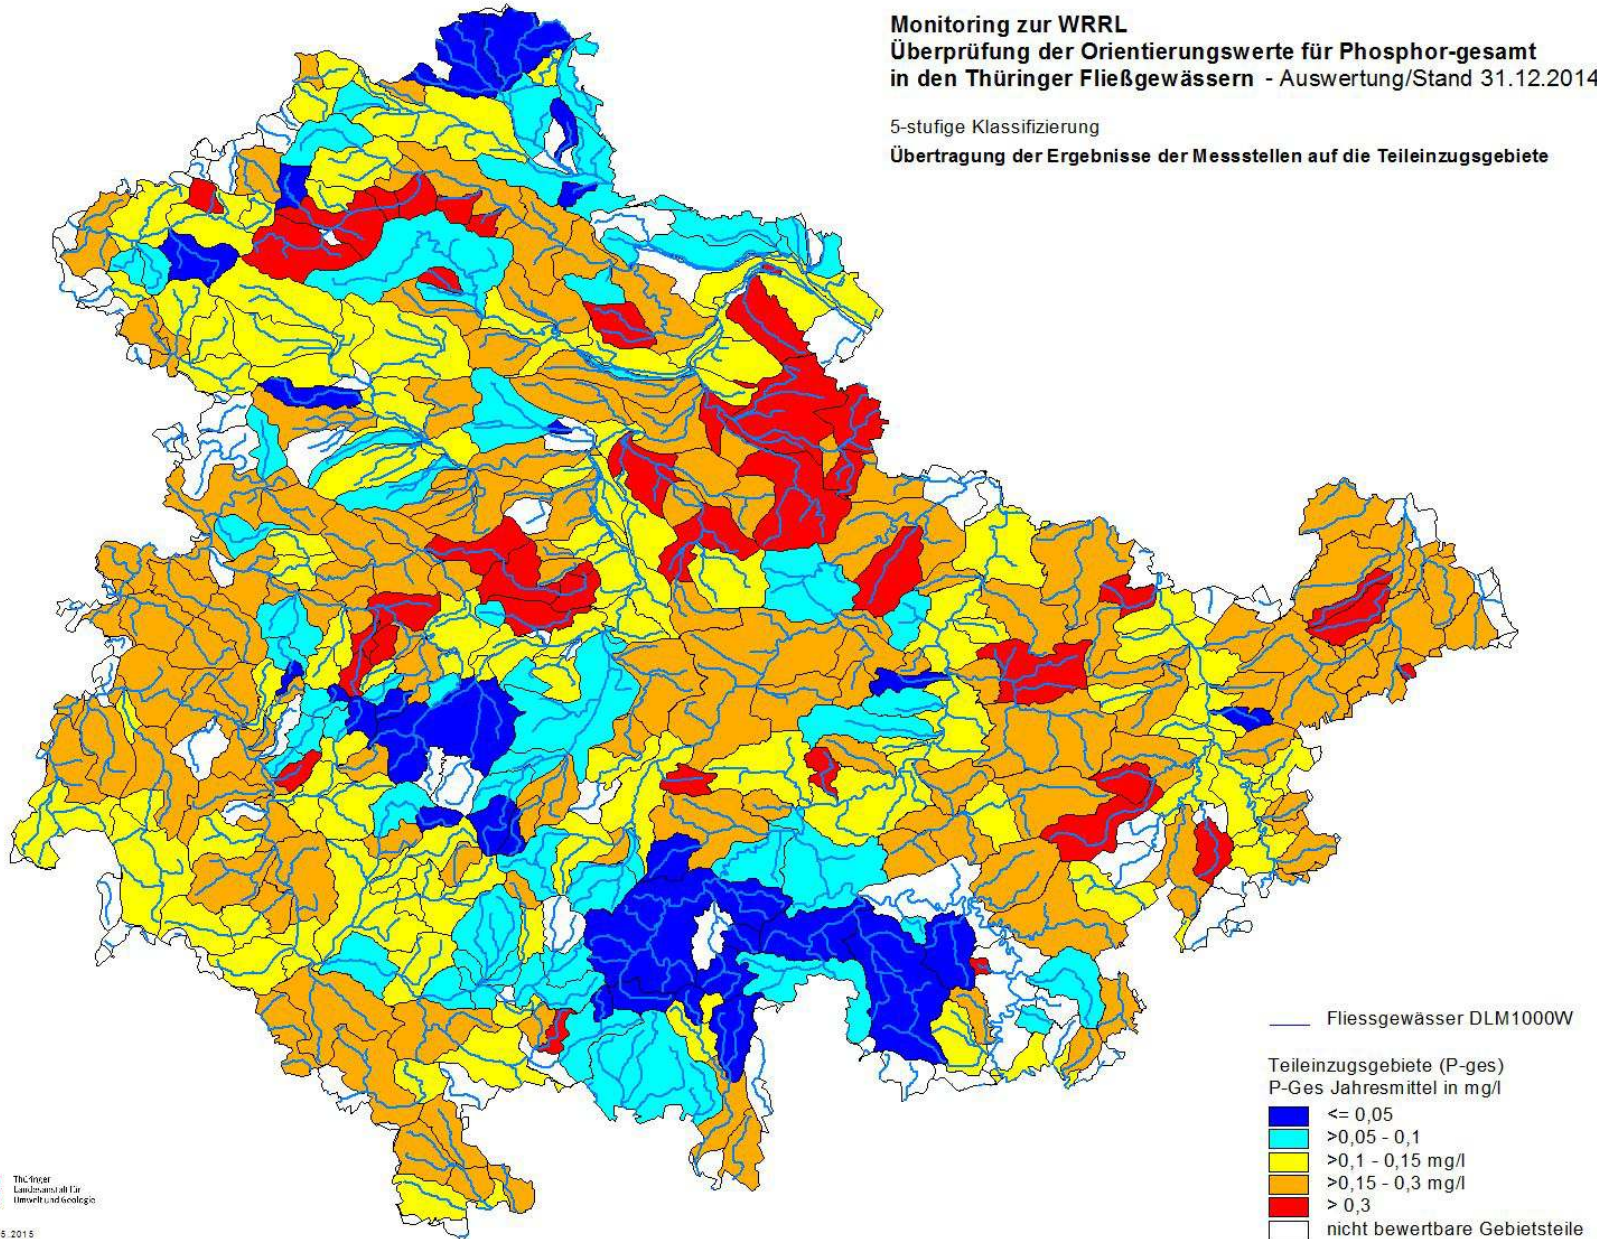 Monitoring zur WRRL
Überprüfung der Orientierungswerte für Phosphor-gesamt
in den Thüringer Fließgewässern - Auswertung/Stand 31.12.2014
5-stufige Klassifizierung
Übertragung der Ergebnisse der Messstellen auf die Teileinzugsgebiete
Fliessgewässer DLM1000W
Teileinzugsgebiete (P-ges)
P-Ges Jahresmittel in mg/l
<= 0,05
>0,05 - 0,1
>0,1 - 0,15 mg/l
>0,15 - 0,3 mg/l
> 0,3
nicht bewertbare Gebietsteile
Thüringer
Landesanstalt für
Umwelt und Geologie
5.2015